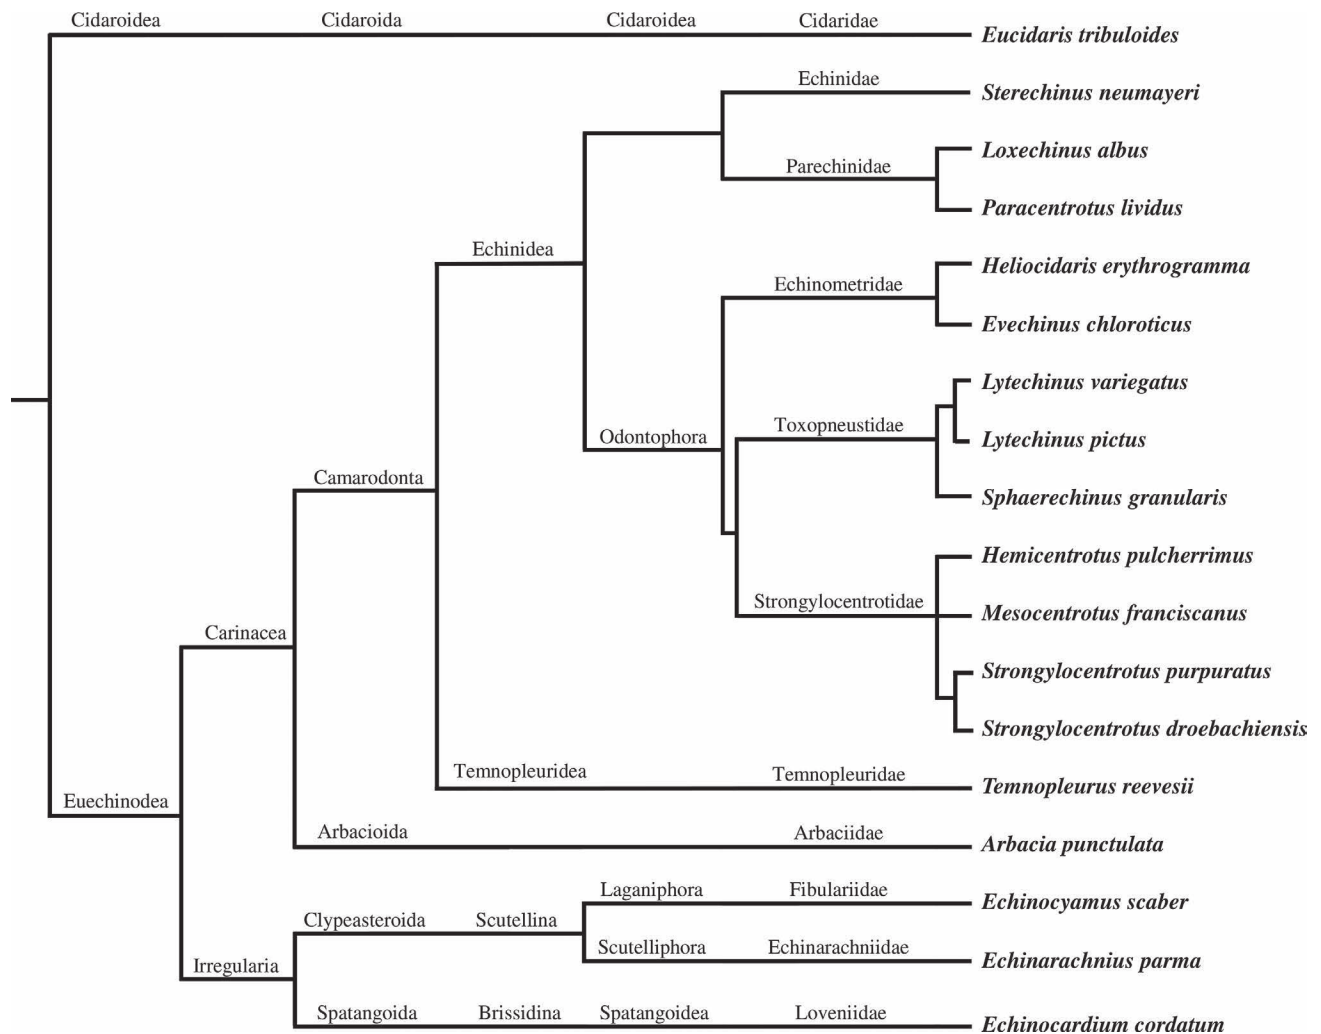 Cidaroidea Cidaroida Cidaroidea Cidaridae
Eucidaris tribuloides
Echinidae
Sterechinus neumayeri
Loxechinus albus
Parechinidae
Paracentrotus lividus
Echinidea
Heliocidaris erythrogramma
Echinometridae
Evechinus chloroticus
Lytechinus variegatus
Toxopneustidae
Odontophora
Lytechinus pictus
Camarodonta
Sphaerechinus granularis
Hemicentrotus pulcherrimus
Strongylocentrotidae
Mesocentrotus franciscanus
Carinacea
Strongylocentrotus purpuratus
Strongylocentrotus droebachiensis
Temnopleuridea Temnopleuridae
Temnopleurus reevesii
Euechinodea
Arbacioida Arbaciidae
Arbacia punctulata
Laganiphora Fibulariidae
Echinocyamus scaber
Clypeasteroida Scutellina
Scutelliphora Echinarachniidae
Echinarachnius parma
Irregularia
Spatangoida Brissidina Spatangoidea Loveniidae
Echinocardium cordatum